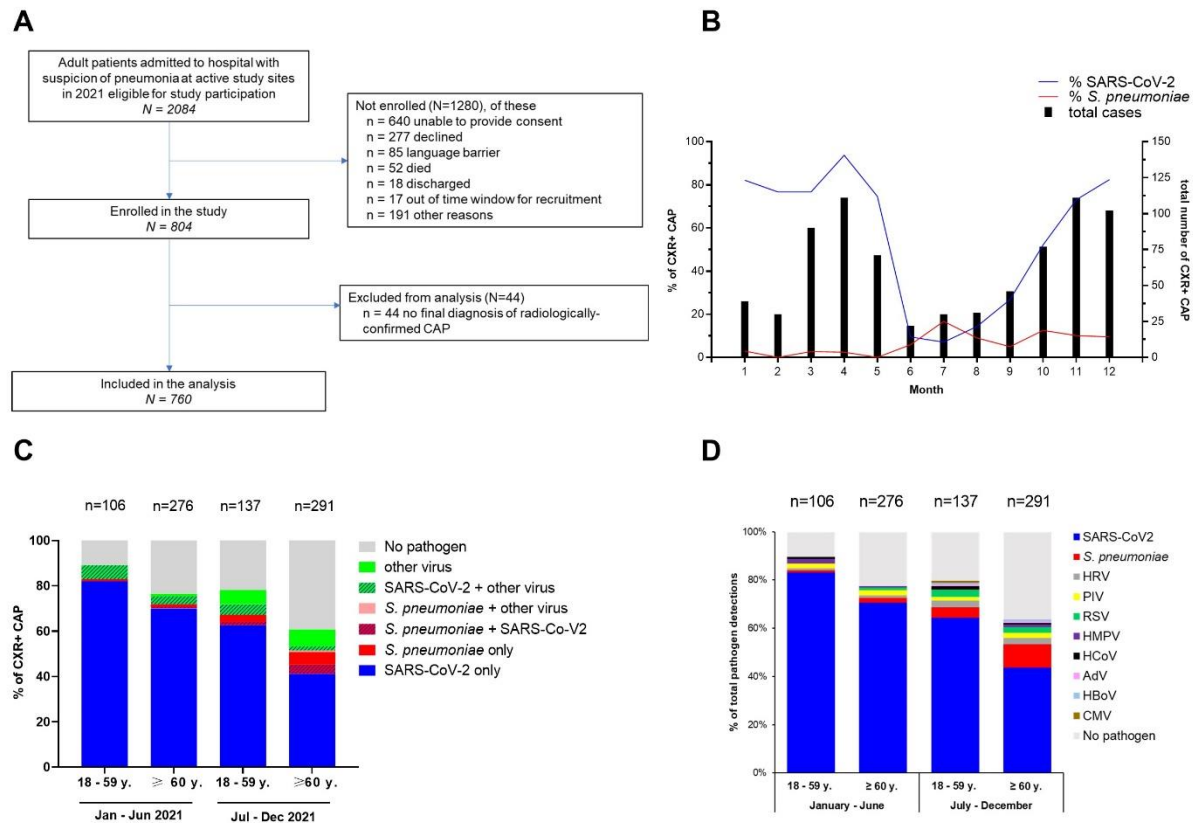 A
Adult patients admitted to hospital with
suspicion of pneumonia at active study sites
in 2021 eligible for study participation
N = 2084
Not enrolled (N=1280), of these
n = 640 unable to provide consent
n = 277 declined
n = 85 language barrier
n = 52 died
n = 18 discharged
n = 17 out of time window for recruitment
n = 191 other reasons
Enrolled in the study
N = 804
Excluded from analysis (N=44)
n = 44 no final diagnosis of radiologically-
confirmed CAP
Included in the analysis
N = 760
B
% SARS-CoV-2
% S. pneumoniae
total cases
% of CXR+ CAP
100
80
60
40
20
0
150
125
100
75
50
25
0
total number of CXR+ CAP
1 2 3 4 5 6 7 8 9 10 11 12
Month
C
n=106 n=276 n=137 n=291
% of CXR+ CAP
100
80
60
40
20
0
No pathogen
other virus
SARS-CoV-2 + other virus
S. pneumoniae + other virus
S. pneumoniae + SARS-Co-V2
S. pneumoniae only
SARS-CoV-2 only
18 - 59 y. ≥ 60 y. 18 - 59 y. ≥60 y.
Jan - Jun 2021 Jul - Dec 2021
D
n=106 n=276 n=137 n=291
% of total pathogen detections
100%
80%
60%
40%
20%
0%
SARS-CoV2
S. pneumoniae
HRV
PIV
RSV
HMPV
HCoV
AdV
HBoV
CMV
No pathogen
18 - 59 y. ≥ 60 y. 18 - 59 y. ≥ 60 y.
January - June July - December